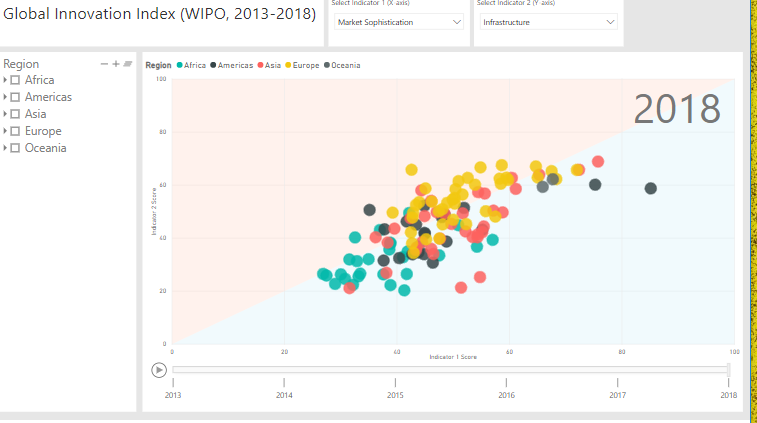 Global Innovation Index (WIPO, 2013-2018)
Select Indicator 1 (X-axis)
Market Sophistication
Select Indicator 2 (Y-axis)
Infrastructure
Region
Africa
Americas
Asia
Europe
Oceania
Region Africa Americas Asia Europe Oceania
2018
Indicator 2 Score
100
80
60
40
20
0
0 20 40 60 80 100
Indicator 1 Score
2013 2014 2015 2016 2017 2018